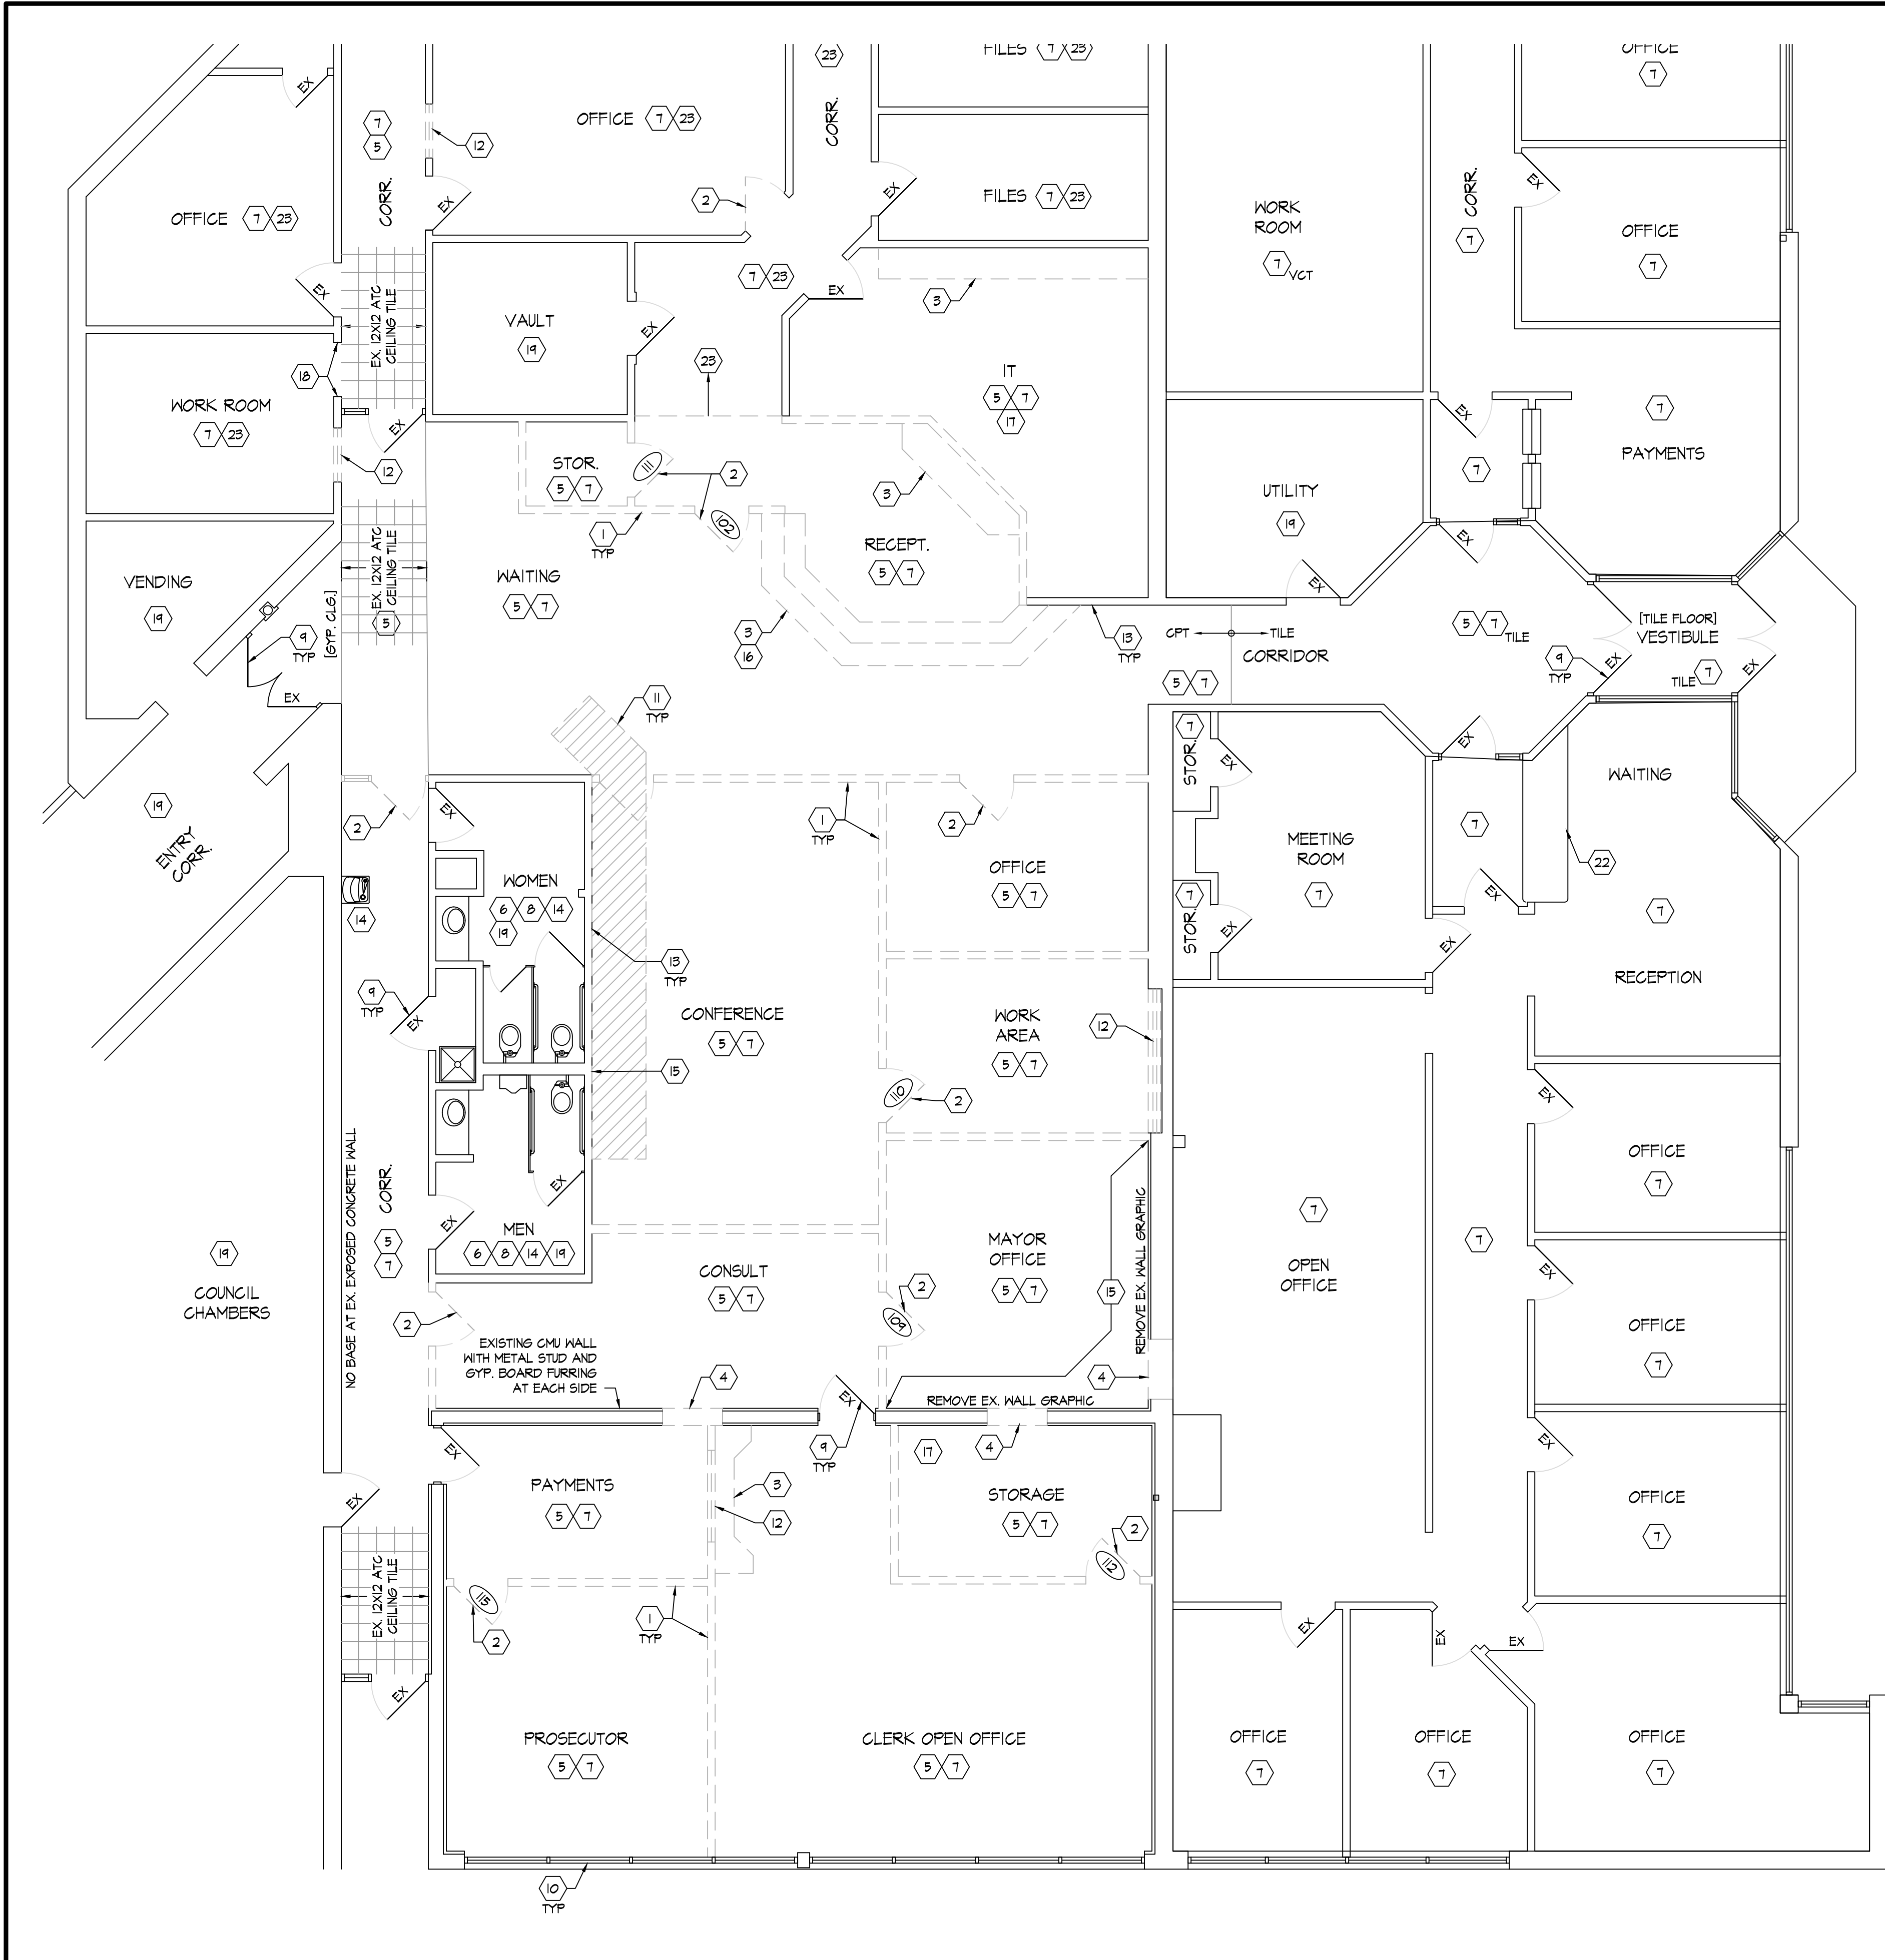 FILES 7 23
OFFICE
7
23
CORR.
EX
7
5
CORR.
12
OFFICE 7 23
OFFICE 7 23
EX
2
EX
FILES 7 23
WORK
ROOM
7 VCT
CORR.
7
EX
OFFICE
7
EX
EX. 12X12 ATC
CEILING TILE
VAULT
19
EX
7 23
EX
3
18
23
IT
5 7
17
WORK ROOM
7 23
12
EX
STOR.
5 7
111
2
102
1
TYP
3
RECEPT.
5 7
EX
7
7
PAYMENTS
UTILITY
19
EX
EX
VENDING
19
EX. 12X12 ATC
CEILING TILE
5
[GYP. CLG.]
9
TYP
EX
WAITING
5 7
3
16
13
TYP
CPT
TILE
CORRIDOR
5 7
5 7 TILE
[TILE FLOOR]
VESTIBULE
TILE 7
9
TYP
EX
EX
11
TYP
19
ENTRY
CORR.
2
EX
14
WOMEN
6 8 14
19
1
TYP
2
OFFICE
5 7
7
STOR.
EX
7
STOR.
EX
MEETING
ROOM
7
EX
7
EX
EX
22
WAITING
7
RECEPTION
13
TYP
9
TYP
EX
CONFERENCE
5 7
WORK
AREA
5 7
12
15
110
2
NO BASE AT EX. EXPOSED CONCRETE WALL
CORR.
5
7
EX
EX
MEN
6 8 14 19
EX
OFFICE
7
19
COUNCIL
CHAMBERS
2
CONSULT
5 7
2
109
MAYOR
OFFICE
5 7
15
REMOVE EX. WALL GRAPHIC
7
OPEN
OFFICE
7
EX
OFFICE
7
EXISTING CMU WALL
WITH METAL STUD AND
GYP. BOARD FURRING
AT EACH SIDE
4
EX
4
REMOVE EX. WALL GRAPHIC
9
TYP
17
4
EX
EX
PAYMENTS
5 7
3
12
STORAGE
5 7
2
112
EX
OFFICE
7
EX. 12X12 ATC
CEILING TILE
115
2
1
TYP
EX
EX
EX
EX
PROSECUTOR
5 7
CLERK OPEN OFFICE
5 7
OFFICE
7
OFFICE
7
OFFICE
7
10
TYP